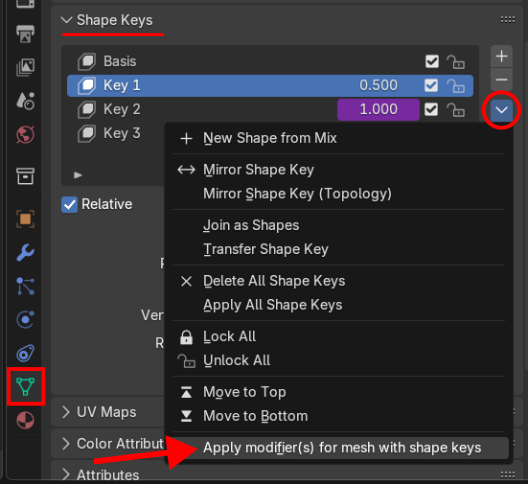 Shape Keys
Basis
Key 1 0.500
Key 2 1.000
Key 3
New Shape from Mix
Mirror Shape Key
Mirror Shape Key (Topology)
Relative
Join as Shapes
Transfer Shape Key
Delete All Shape Keys
Apply All Shape Keys
Ver
Lock All
R
Unlock All
Move to Top
UV Maps
Move to Bottom
Color Attribut
Apply modifier(s) for mesh with shape keys
Attributes